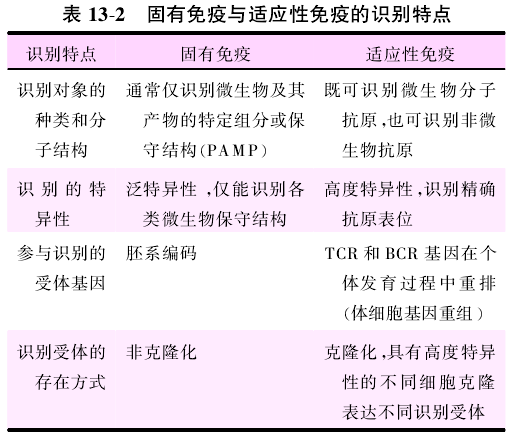 表 13-2 固有免疫与适应性免疫的识别特点
识别特点 固有免疫 适应性免疫
识别对象的 通常仅识别微生物及其 既可识别微生物分子
种类和分 产物的特定组分或保 抗原,也可识别非微
子结构 守结构(PAMP) 生物抗原
识别的特 泛特异性,仅能识别各 高度特异性,识别精确
异性 类微生物保守结构 抗原表位
参与识别的 胚系编码 TCR和BCR基因在个
受体基因 体发育过程中重排
(体细胞基因重组)
识别受体的 非克隆化 克隆化,具有高度特异
存在方式 性的不同细胞克隆
表达不同识别受体